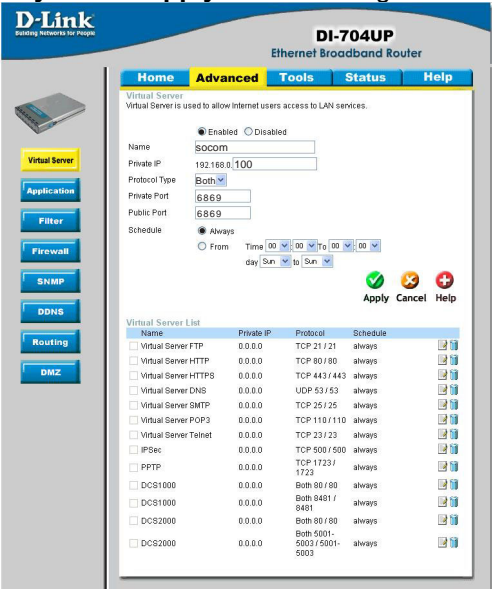 D-Link
Building Networks for People
DI-704UP
Ethernet Broadband Router
Home Advanced Tools Status Help
Virtual Server
Virtual Server is used to allow Internet users access to LAN services.
Enabled Disabled
Name socom
Private IP 192.168.0. 100
Protocol Type Both
Private Port 6869
Public Port 6869
Schedule Always
From Time 00 : 00 To 00 : 00
day Sun to Sun
Apply Cancel Help
Virtual Server
Application
Filter
Firewall
SNMP
DDNS
Routing
DMZ
Virtual Server List
Name Private IP Protocol Schedule
Virtual Server FTP 0.0.0.0 TCP 21 / 21 always
Virtual Server HTTP 0.0.0.0 TCP 80 / 80 always
Virtual Server HTTPS 0.0.0.0 TCP 443 / 443 always
Virtual Server DNS 0.0.0.0 UDP 53 / 53 always
Virtual Server SMTP 0.0.0.0 TCP 25 / 25 always
Virtual Server POP3 0.0.0.0 TCP 110 / 110 always
Virtual Server Telnet 0.0.0.0 TCP 23 / 23 always
IPSec 0.0.0.0 TCP 500 / 500 always
PPTP 0.0.0.0 TCP 1723 / 1723 always
DCS1000 0.0.0.0 Both 80 / 80 always
DCS1000 0.0.0.0 Both 8481 / 8481 always
DCS2000 0.0.0.0 Both 80 / 80 always
DCS2000 0.0.0.0 Both 5001-5003 / 5001-5003 always